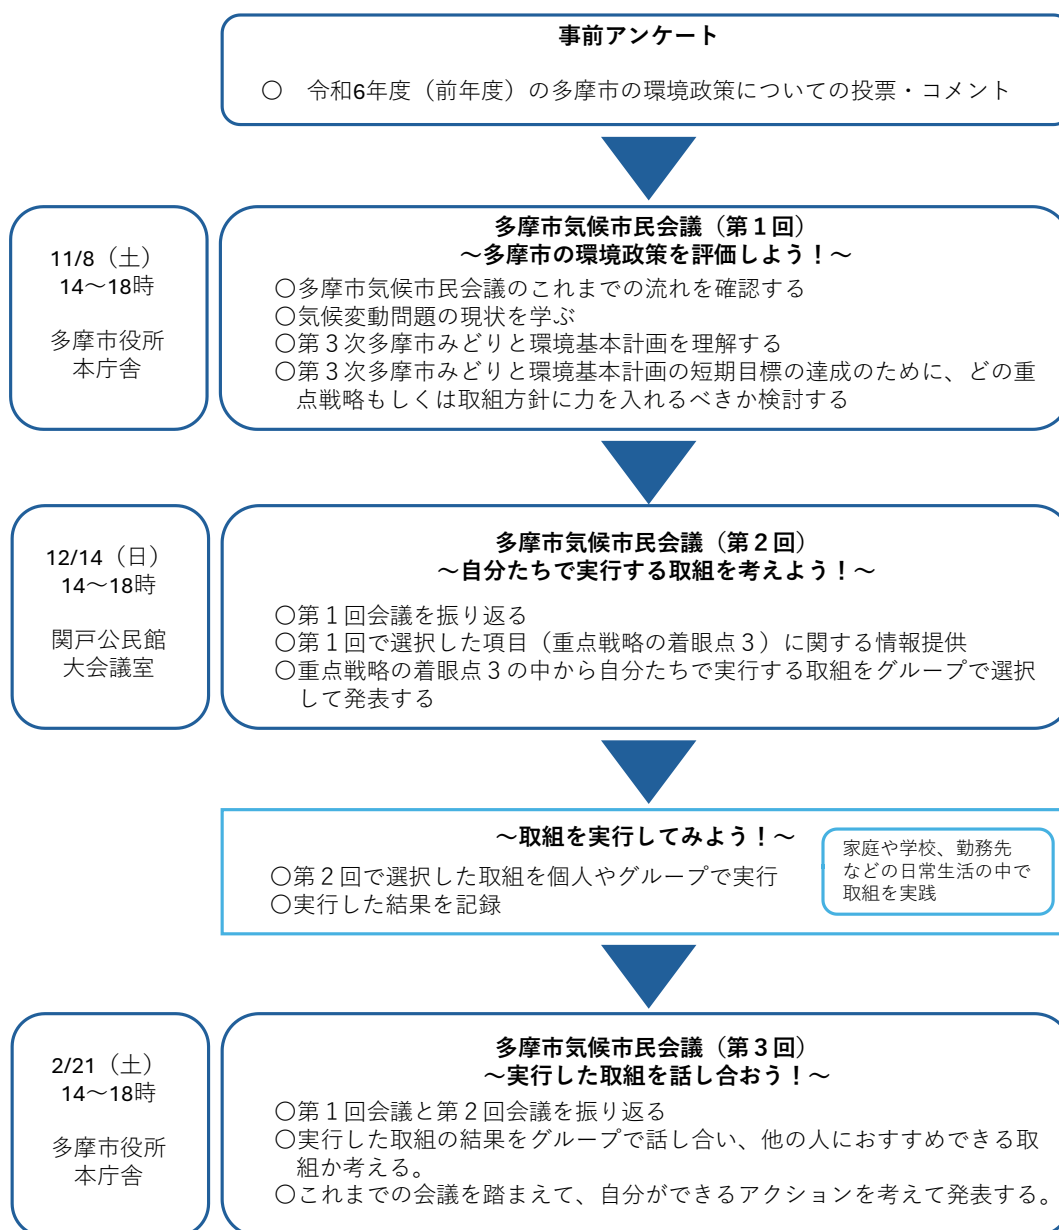 事前アンケート
〇　令和6年度（前年度）の多摩市の環境政策についての投票・コメント
11/8（土）
14～18時
多摩市役所
本庁舎
多摩市気候市民会議（第１回）
～多摩市の環境政策を評価しよう！～
〇多摩市気候市民会議のこれまでの流れを確認する
〇気候変動問題の現状を学ぶ
〇第３次多摩市みどりと環境基本計画を理解する
〇第３次多摩市みどりと環境基本計画の短期目標の達成のために、どの重
点戦略もしくは取組方針に力を入れるべきか検討する
12/14（日）
14～18時
関戸公民館
大会議室
多摩市気候市民会議（第２回）
～自分たちで実行する取組を考えよう！～
〇第１回会議を振り返る
〇第１回で選択した項目（重点戦略の着眼点３）に関する情報提供
〇重点戦略の着眼点３の中から自分たちで実行する取組をグループで選択
して発表する
～取組を実行してみよう！～
〇第２回で選択した取組を個人やグループで実行
〇実行した結果を記録
家庭や学校、勤務先
などの日常生活の中で
取組を実践
2/21（土）
14～18時
多摩市役所
本庁舎
多摩市気候市民会議（第３回）
～実行した取組を話し合おう！～
〇第１回会議と第２回会議を振り返る
〇実行した取組の結果をグループで話し合い、他の人におすすめできる取
組か考える。
〇これまでの会議を踏まえて、自分ができるアクションを考えて発表する。